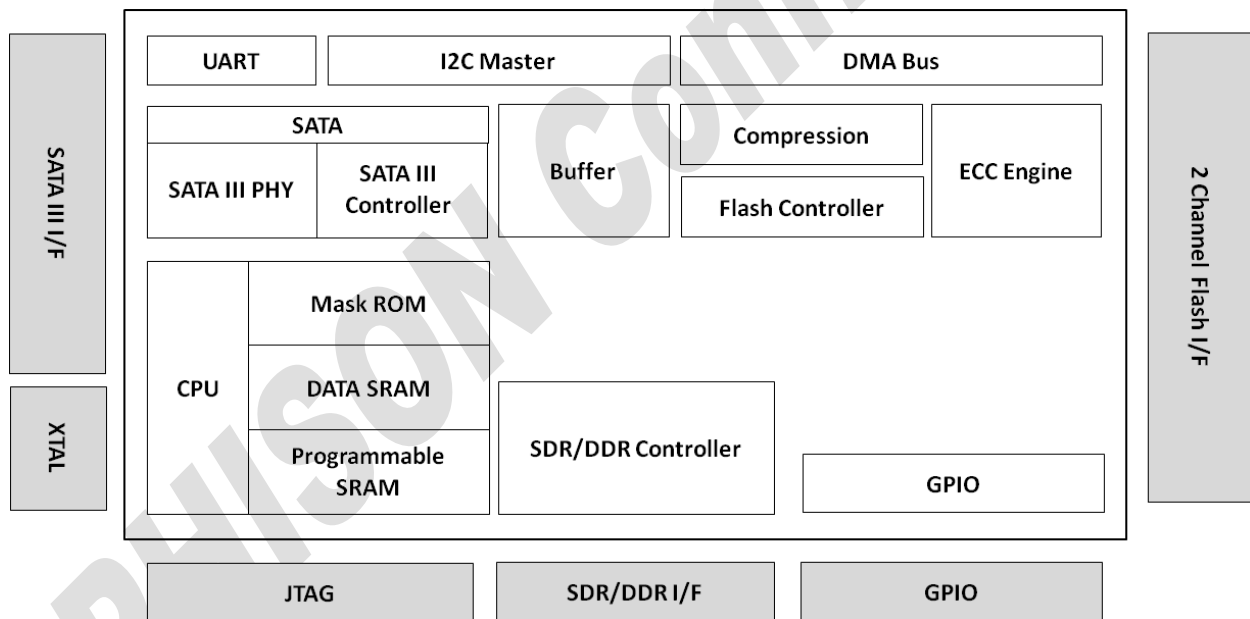 UART
I2C Master
DMA Bus
SATA
SATA III PHY
SATA III
Controller
Buffer
Compression
Flash Controller
ECC Engine
SATA III I/F
XTAL
CPU
Mask ROM
DATA SRAM
Programmable
SRAM
SDR/DDR Controller
GPIO
2 Channel Flash I/F
JTAG
SDR/DDR I/F
GPIO
PHISON